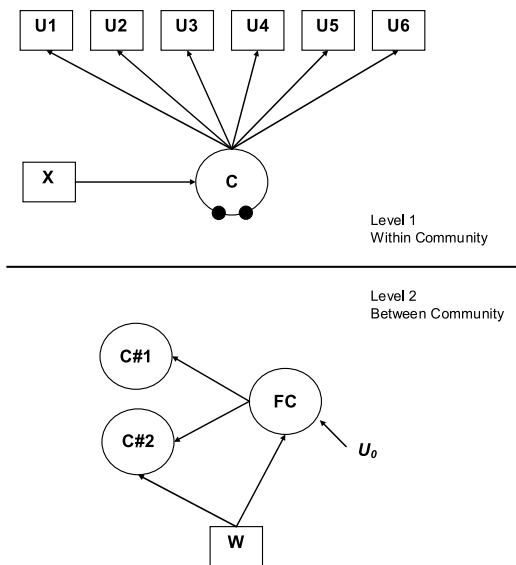 U1 U2 U3 U4 U5 U6
X
C
Level 1
Within Community
Level 2
Between Community
C#1
FC
C#2
U₀
W